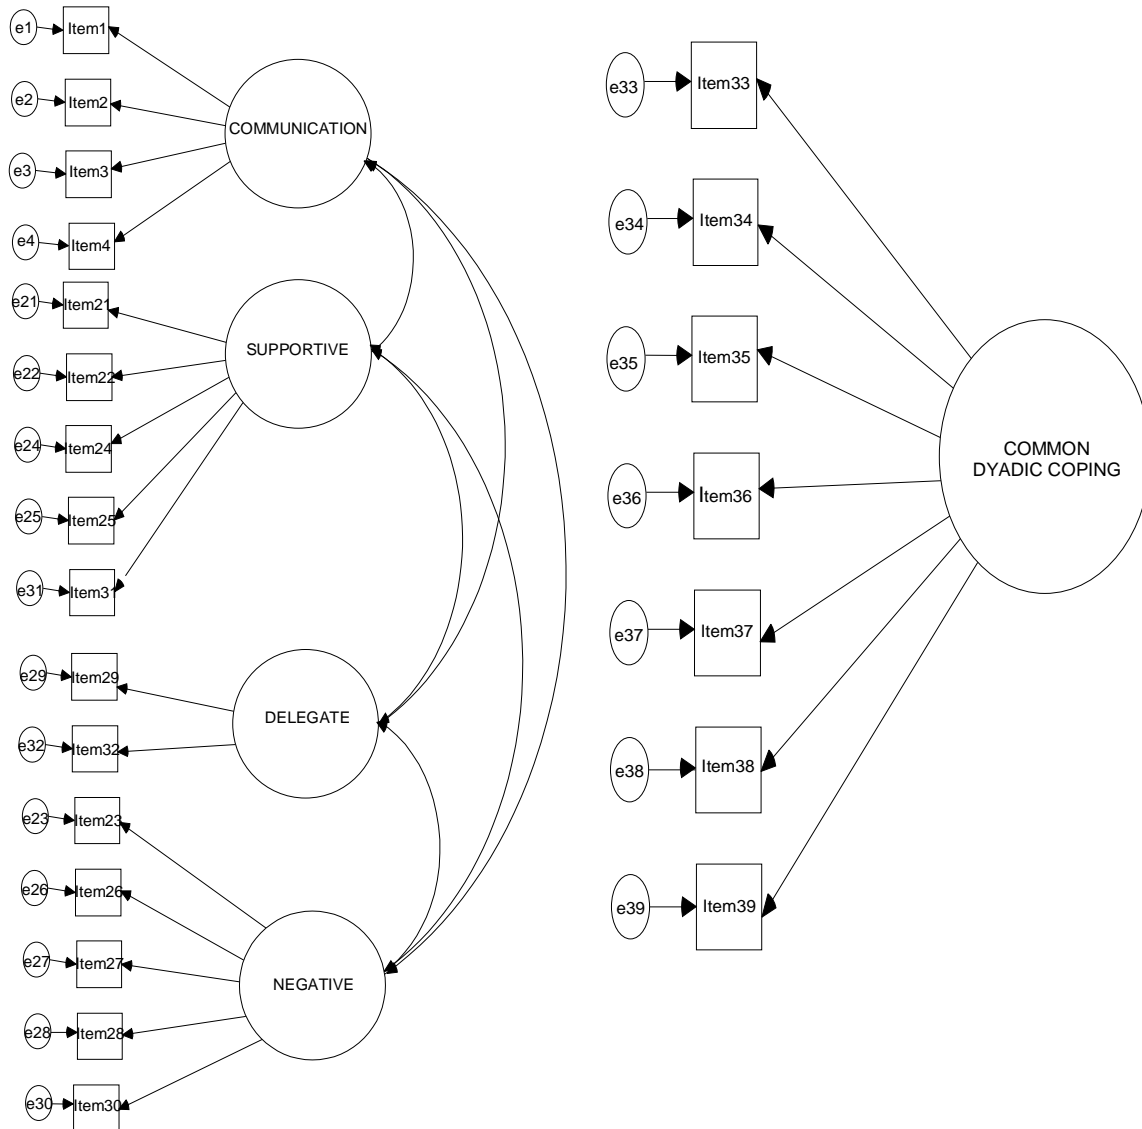 e1
Item1
e2
Item2
e3
Item3
e4
Item4
COMMUNICATION
e21
Item21
e22
Item22
e24
Item24
e25
Item25
e31
Item31
SUPPORTIVE
e29
Item29
e32
Item32
DELEGATE
e23
Item23
e26
Item26
e27
Item27
e28
Item28
e30
Item30
NEGATIVE
e33
Item33
e34
Item34
e35
Item35
e36
Item36
e37
Item37
e38
Item38
e39
Item39
COMMON
DYADIC COPING